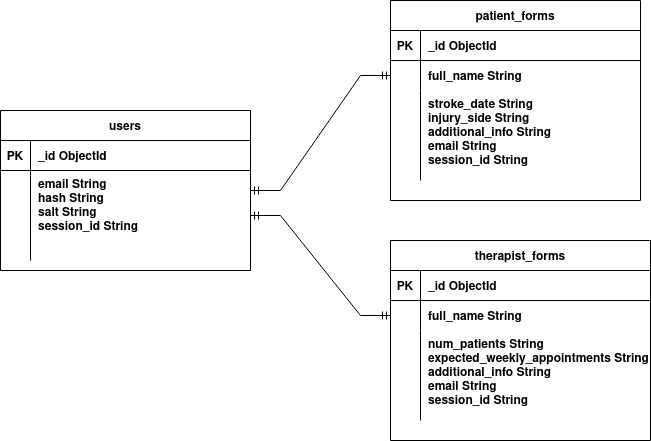 patient_forms
PK _id ObjectId
full_name String
stroke_date String
injury_side String
additional_info String
email String
session_id String
users
PK _id ObjectId
email String
hash String
salt String
session_id String
therapist_forms
PK _id ObjectId
full_name String
num_patients String
expected_weekly_appointments String
additional_info String
email String
session_id String